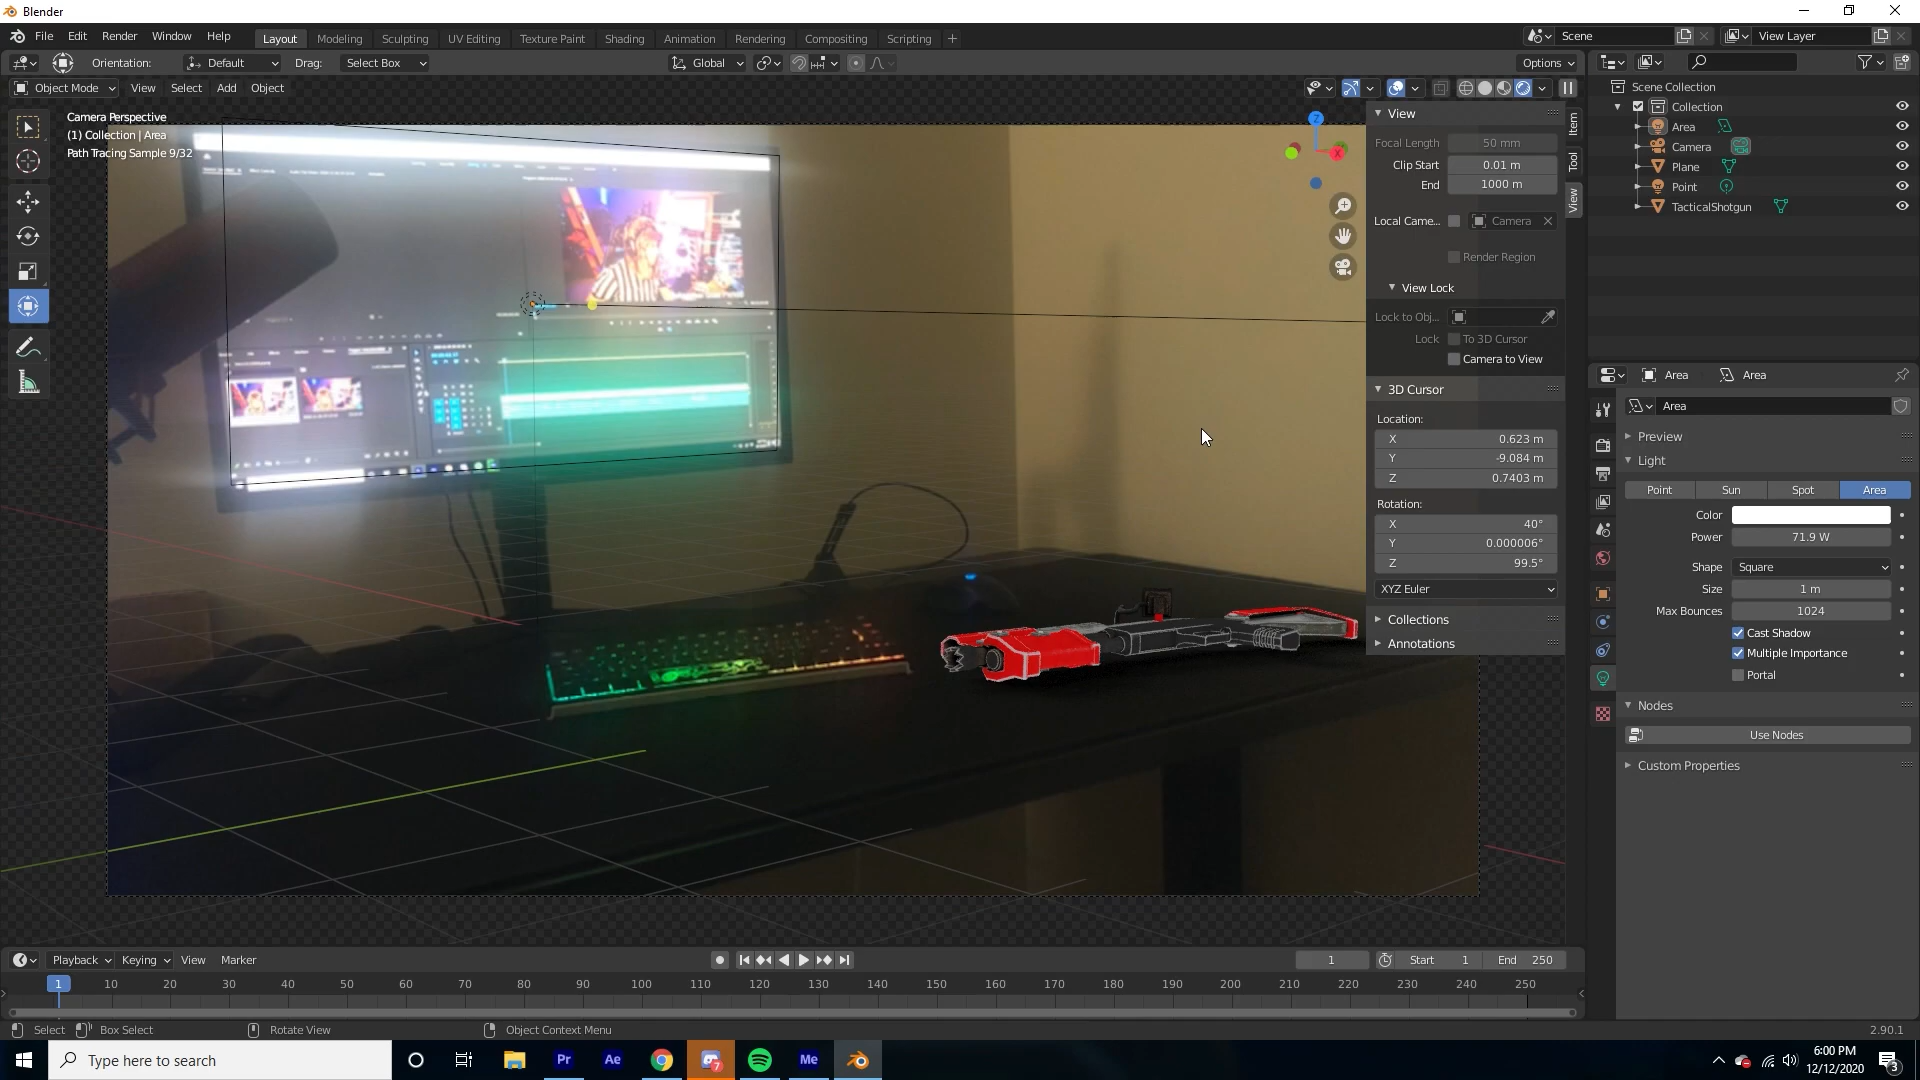 Blender
File Edit Render Window Help
Layout Modeling Sculpting UV Editing Texture Paint Shading Animation Rendering Compositing Scripting +
Scene
View Layer
Orientation: Default Drag: Select Box
Global
Options
Object Mode View Select Add Object
Camera Perspective
(1) Collection | Area
Path Tracing Sample 9/32
Z
X
View
Focal Length 50 mm
Clip Start 0.01 m
End 1000 m
Local Came... Camera
Render Region
View Lock
Lock to Obj...
Lock To 3D Cursor
Camera to View
3D Cursor
Location:
X 0.623 m
Y -9.084 m
Z 0.7403 m
Rotation:
X 40°
Y 0.000006°
Z 99.5°
XYZ Euler
Collections
Annotations
Item
Tool
View
Scene Collection
Collection
Area
Camera
Plane
Point
TacticalShotgun
Area Area
Area
Preview
Light
Point Sun Spot Area
Color
Power 71.9 W
Shape Square
Size 1 m
Max Bounces 1024
Cast Shadow
Multiple Importance
Portal
Nodes
Use Nodes
Custom Properties
Playback Keying View Marker
1 Start 1 End 250
1 10 20 30 40 50 60 70 80 90 100 110 120 130 140 150 160 170 180 190 200 210 220 230 240 250
Select Box Select Rotate View Object Context Menu
2.90.1
Type here to search
Pr Ae 7 Me
6:00 PM
12/12/2020
3